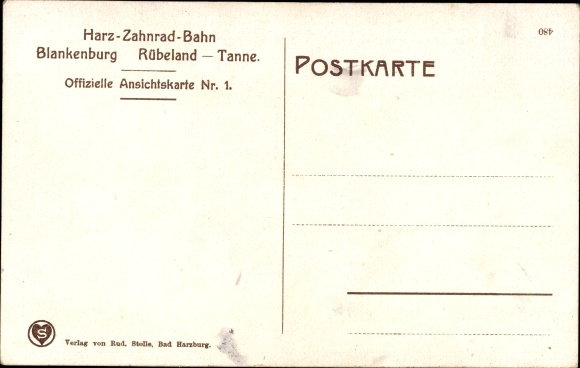 Harz-Zahnrad-Bahn
Blankenburg Rübeland — Tanne.
Offizielle Ansichtskarte Nr. 1.
POSTKARTE
480
S
Verlag von Rud. Stolle, Bad Harzburg.